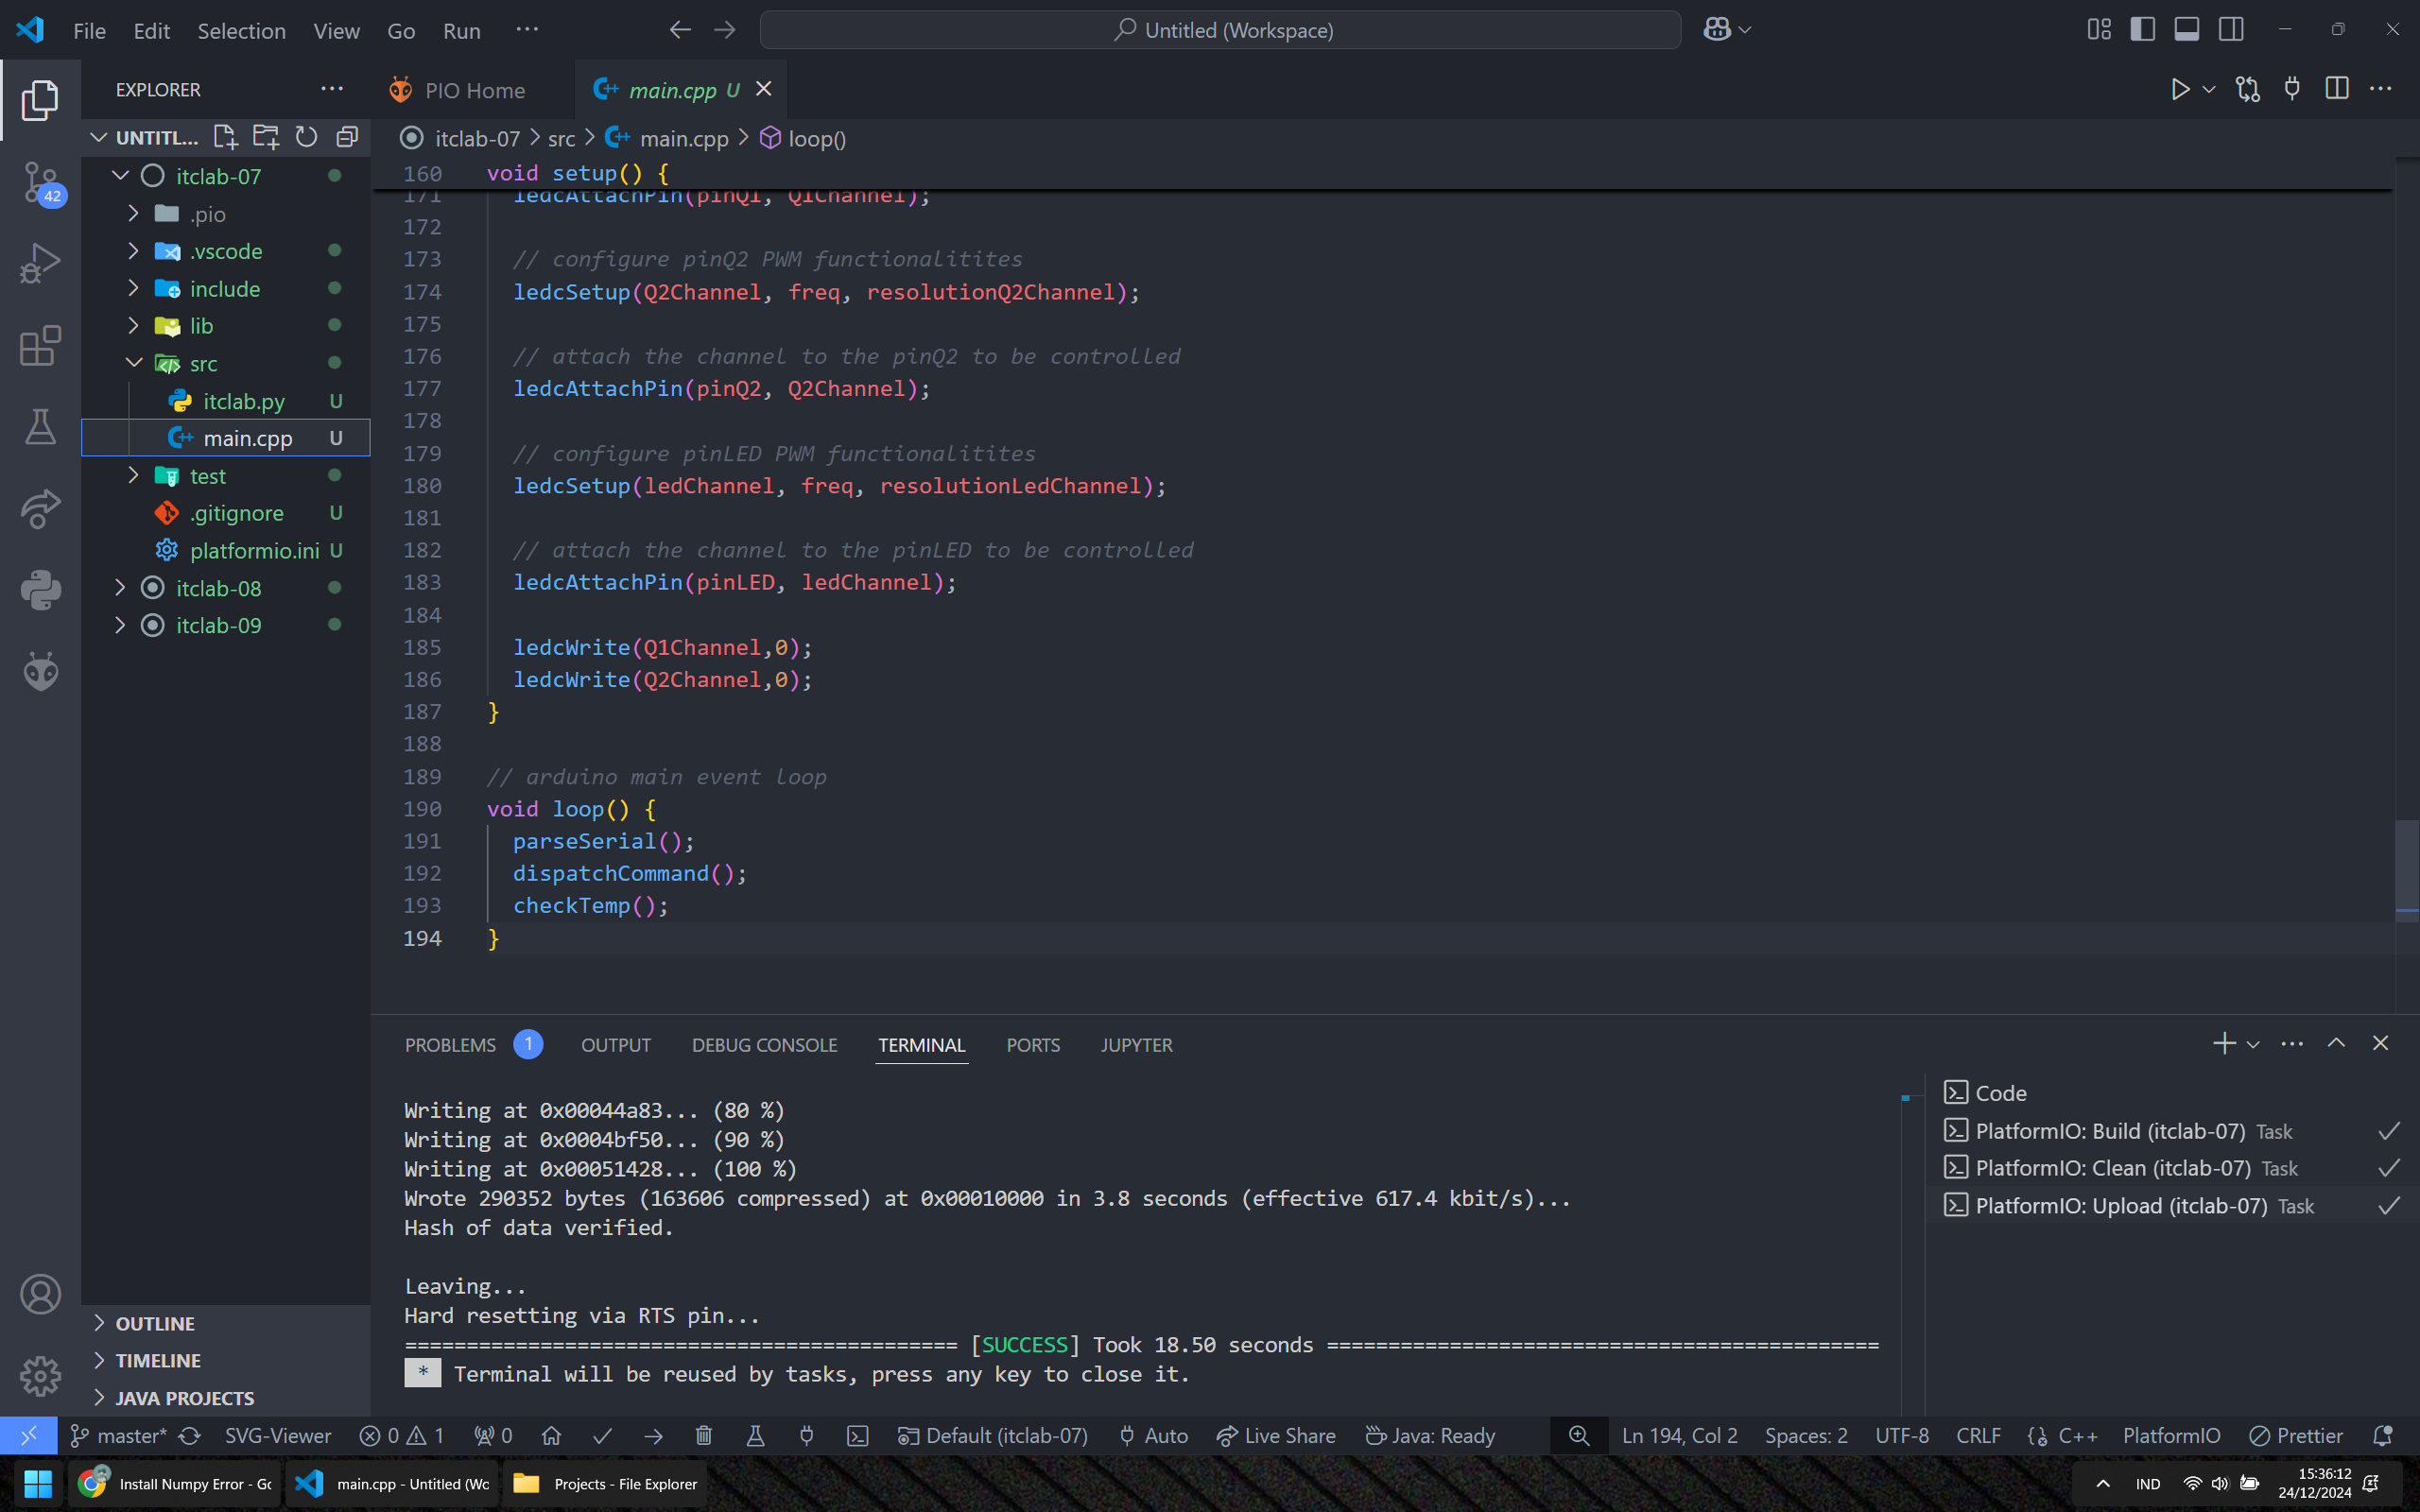 File Edit Selection View Go Run ··· Untitled (Workspace)
EXPLORER ···
PIO Home main.cpp U
UNTITL...
itclab-07 > src > main.cpp > loop()
itclab-07
.pio
.vscode
include
lib
src
itclab.py U
main.cpp U
test
.gitignore U
platformio.ini U
itclab-08
itclab-09
42
160 void setup() {
171 ledcAttachPin(pinQ1, Q1Channel);
172
173 // configure pinQ2 PWM functionalitites
174 ledcSetup(Q2Channel, freq, resolutionQ2Channel);
175
176 // attach the channel to the pinQ2 to be controlled
177 ledcAttachPin(pinQ2, Q2Channel);
178
179 // configure pinLED PWM functionalitites
180 ledcSetup(ledChannel, freq, resolutionLedChannel);
181
182 // attach the channel to the pinLED to be controlled
183 ledcAttachPin(pinLED, ledChannel);
184
185 ledcWrite(Q1Channel,0);
186 ledcWrite(Q2Channel,0);
187 }
188
189 // arduino main event loop
190 void loop() {
191 parseSerial();
192 dispatchCommand();
193 checkTemp();
194 }
PROBLEMS 1 OUTPUT DEBUG CONSOLE TERMINAL PORTS JUPYTER
Writing at 0x00044a83... (80 %)
Writing at 0x0004bf50... (90 %)
Writing at 0x00051428... (100 %)
Wrote 290352 bytes (163606 compressed) at 0x00010000 in 3.8 seconds (effective 617.4 kbit/s)...
Hash of data verified.
Leaving...
Hard resetting via RTS pin...
============================================= [SUCCESS] Took 18.50 seconds =============================================
* Terminal will be reused by tasks, press any key to close it.
Code
PlatformIO: Build (itclab-07) Task
PlatformIO: Clean (itclab-07) Task
PlatformIO: Upload (itclab-07) Task
OUTLINE
TIMELINE
JAVA PROJECTS
master* SVG-Viewer 0 1 0 Default (itclab-07) Auto Live Share Java: Ready Ln 194, Col 2 Spaces: 2 UTF-8 CRLF C++ PlatformIO Prettier
Install Numpy Error - Gc main.cpp - Untitled (Wc Projects - File Explorer IND 15:36:12
24/12/2024